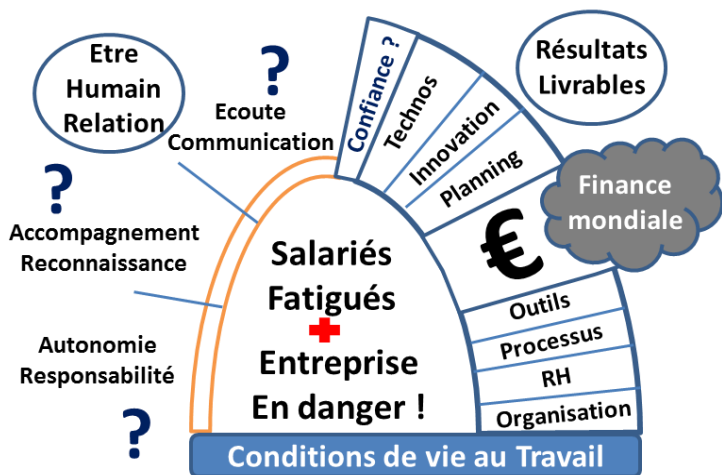 Etre
Humain
Relation
?
Ecoute
Communication
?
Accompagnement
Reconnaissance
Autonomie
Responsabilité
?
Confiance ?
Technos
Innovation
Planning
Résultats
Livrables
Finance
mondiale
€
Outils
Processus
RH
Organisation
Salariés
Fatigués
+
Entreprise
En danger !
Conditions de vie au Travail